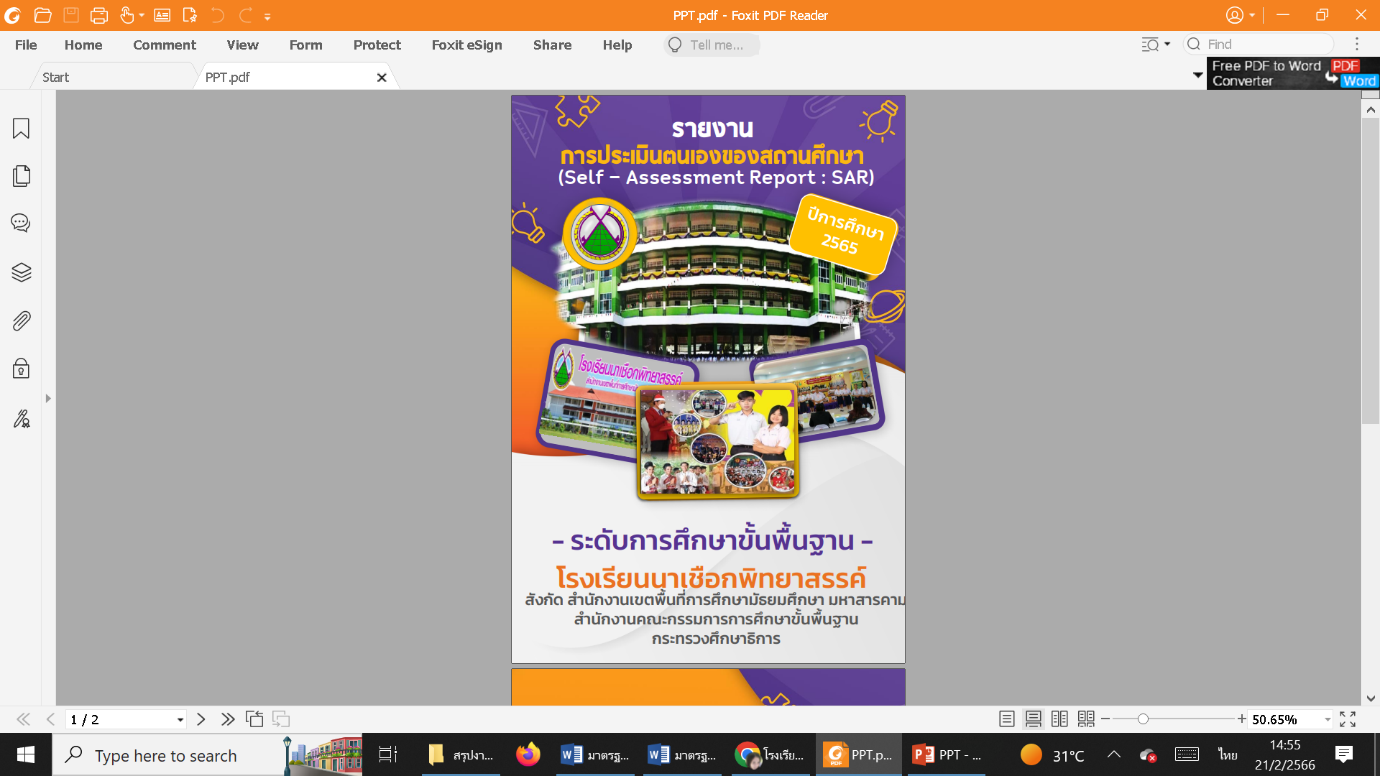 PPT.pdf - Foxit PDF Reader
File Home Comment View Form Protect Foxit eSign Share Help Tell me... Find
Start PPT.pdf
Free PDF to Word PDF
Converter Word
รายงาน
การประเมินตนเองของสถานศึกษา
(Self – Assessment Report : SAR)
ปีการศึกษา
2565
โรงเรียนนาเชือกพิทยาสรรค์
- ระดับการศึกษาขั้นพื้นฐาน -
โรงเรียนนาเชือกพิทยาสรรค์
สังกัด สำนักงานเขตพื้นที่การศึกษามัธยมศึกษา มหาสารคาม
สำนักงานคณะกรรมการการศึกษาขั้นพื้นฐาน
กระทรวงศึกษาธิการ
1 / 2 50.65%
Type here to search สรุปงา... มาตรฐ... มาตรฐ... โรงเรีย... PPT.p... PPT - ... 31°C ไทย 14:55
21/2/2566